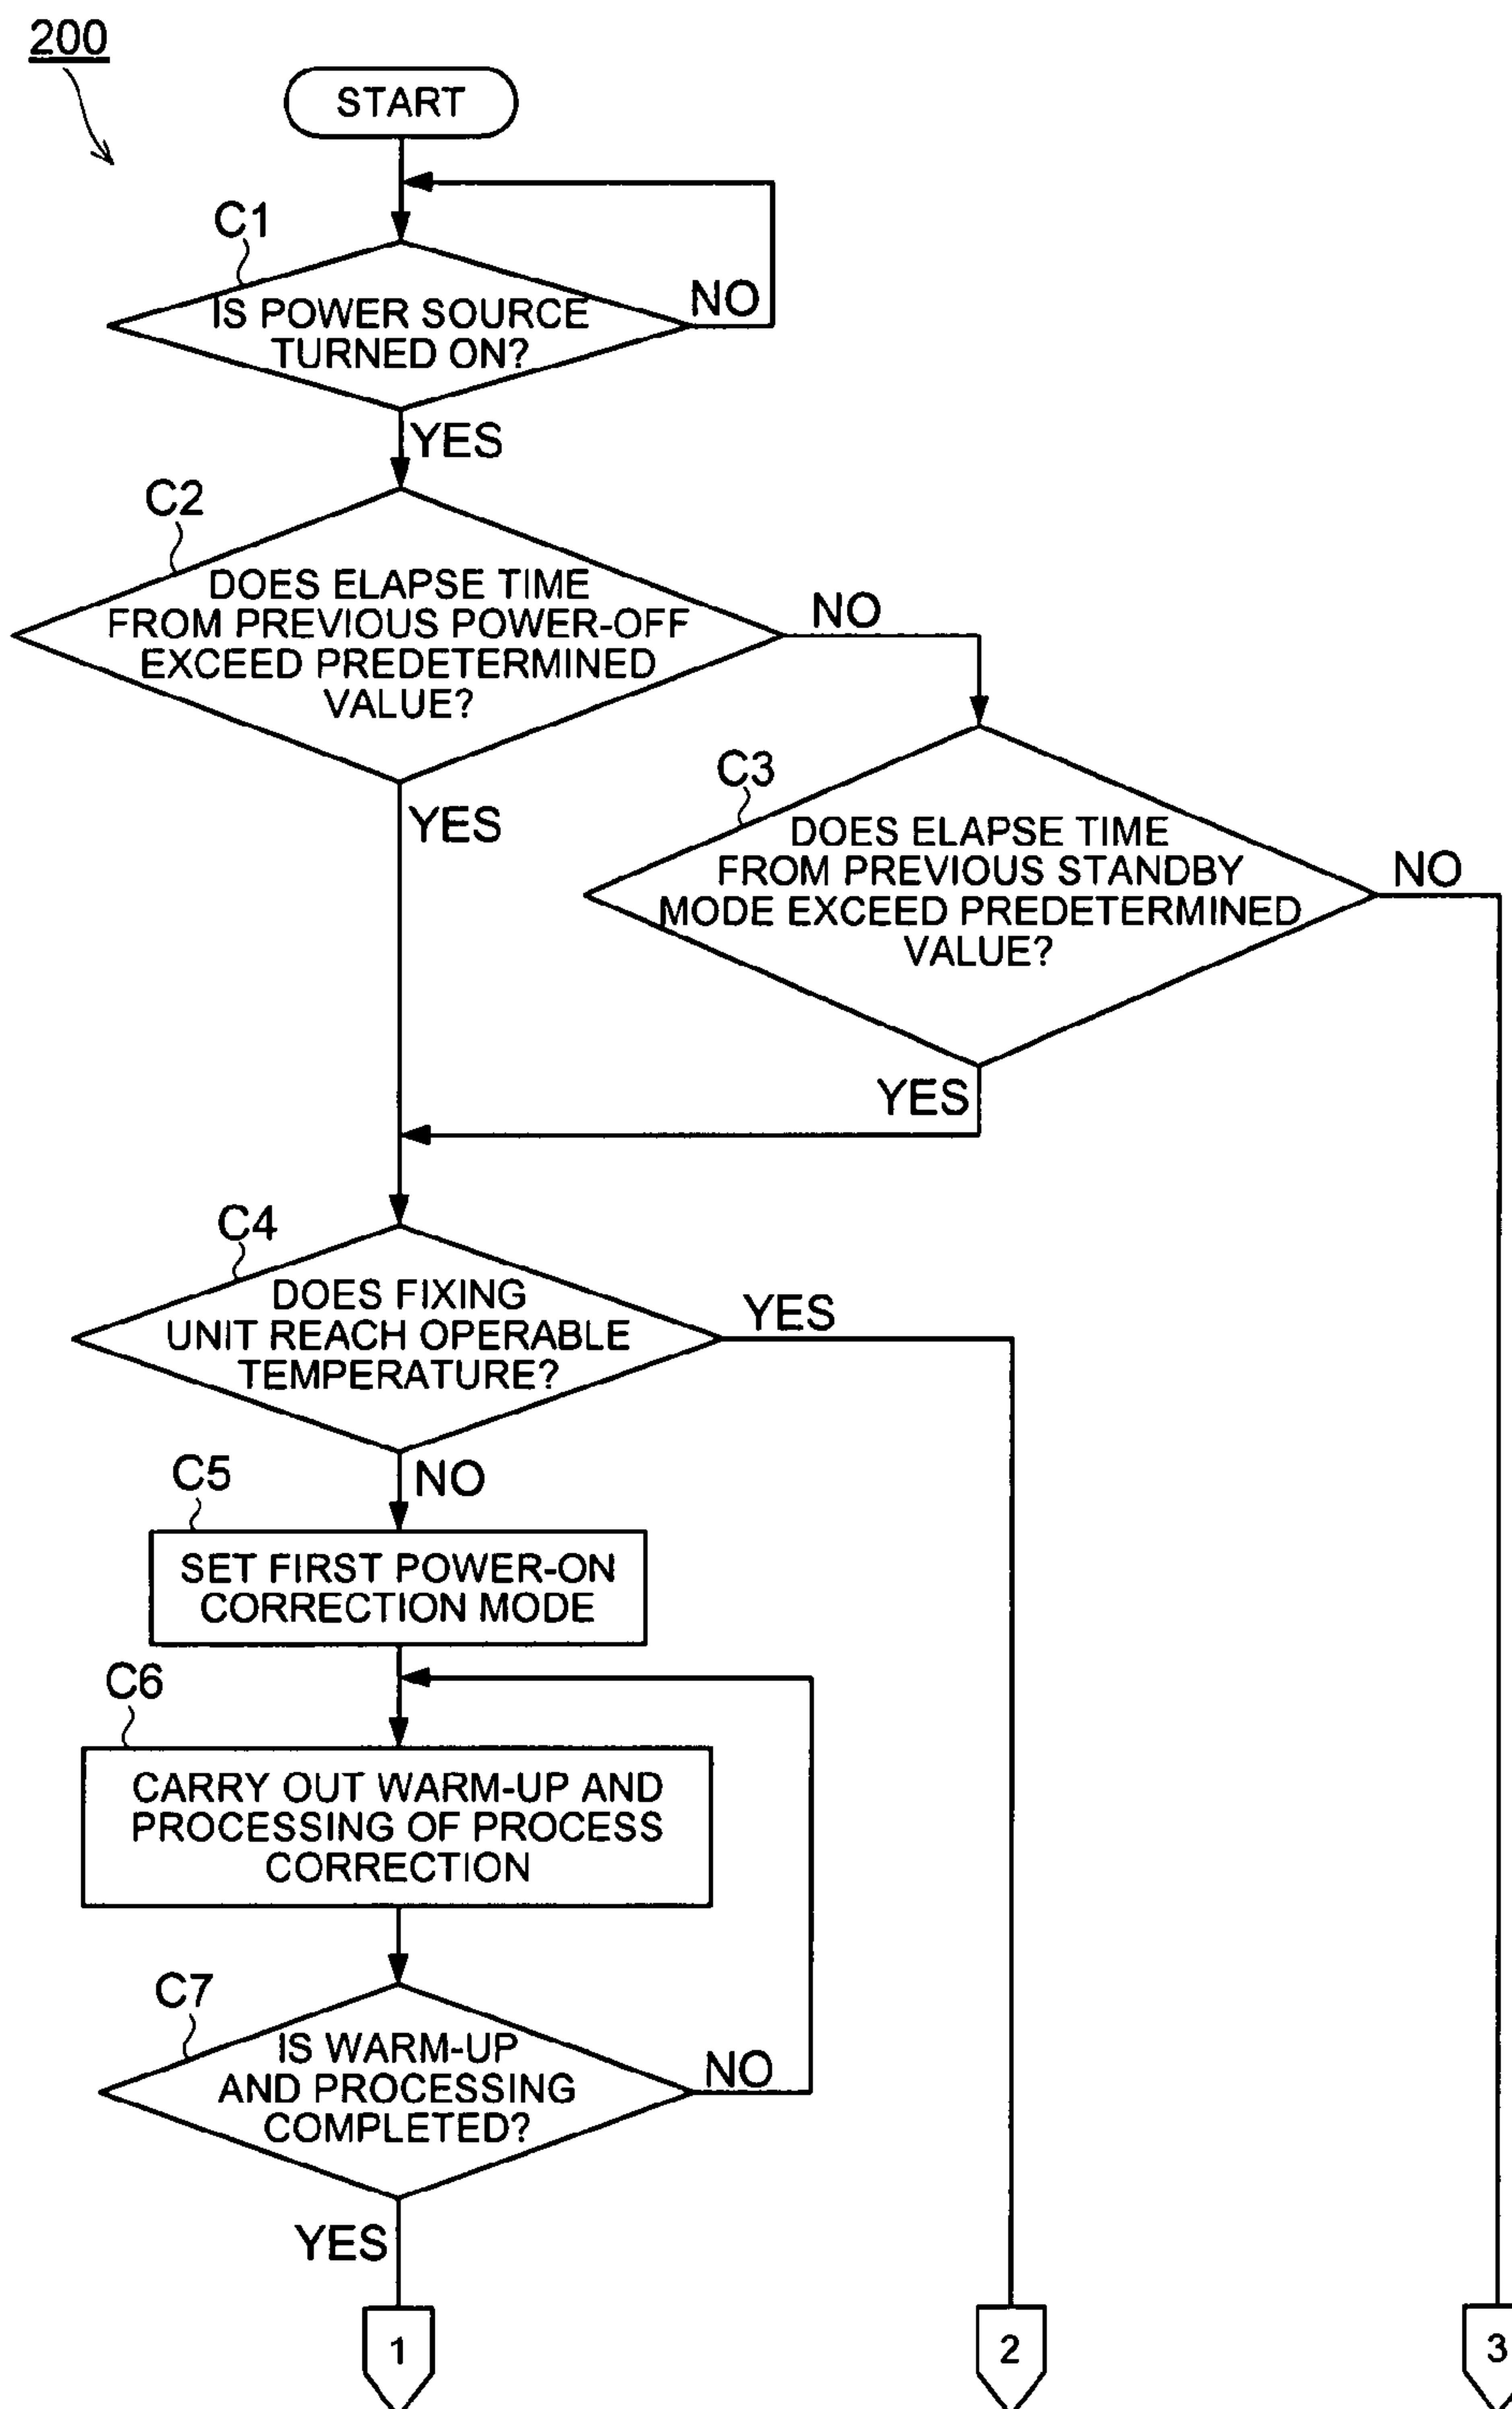 200
START
C1
IS POWER SOURCE
TURNED ON?
NO
YES
C2
DOES ELAPSE TIME
FROM PREVIOUS POWER-OFF
EXCEED PREDETERMINED
VALUE?
NO
YES
C3
DOES ELAPSE TIME
FROM PREVIOUS STANDBY
MODE EXCEED PREDETERMINED
VALUE?
NO
YES
C4
DOES FIXING
UNIT REACH OPERABLE
TEMPERATURE?
YES
NO
C5
SET FIRST POWER-ON
CORRECTION MODE
C6
CARRY OUT WARM-UP AND
PROCESSING OF PROCESS
CORRECTION
C7
IS WARM-UP
AND PROCESSING
COMPLETED?
NO
YES
1
2
3